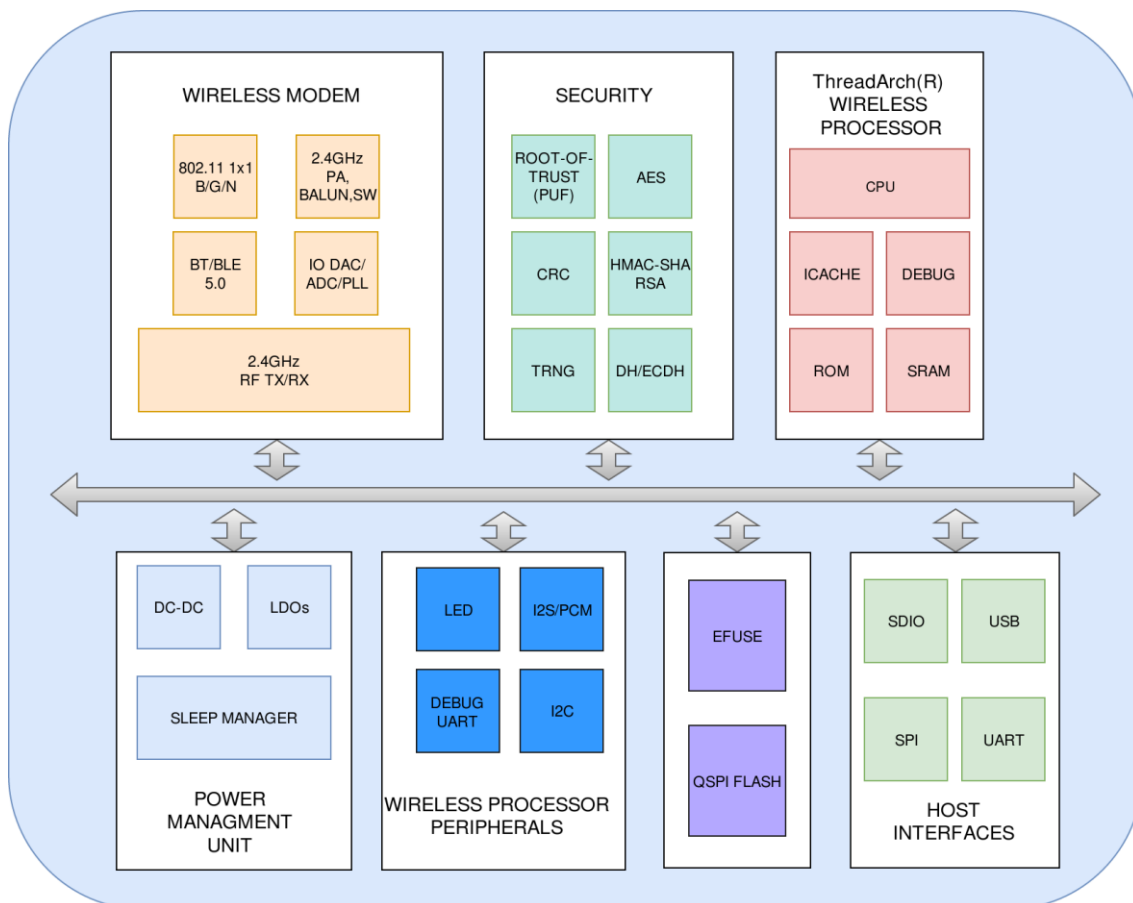 WIRELESS MODEM
802.11 1x1
B/G/N
2.4GHz
PA,
BALUN,SW
BT/BLE
5.0
IO DAC/
ADC/PLL
2.4GHz
RF TX/RX
SECURITY
ROOT-OF-
TRUST
(PUF)
AES
CRC
HMAC-SHA
RSA
TRNG
DH/ECDH
ThreadArch(R)
WIRELESS
PROCESSOR
CPU
ICACHE
DEBUG
ROM
SRAM
DC-DC
LDOs
SLEEP MANAGER
POWER
MANAGMENT
UNIT
LED
I2S/PCM
DEBUG
UART
I2C
WIRELESS PROCESSOR
PERIPHERALS
EFUSE
QSPI FLASH
SDIO
USB
SPI
UART
HOST
INTERFACES